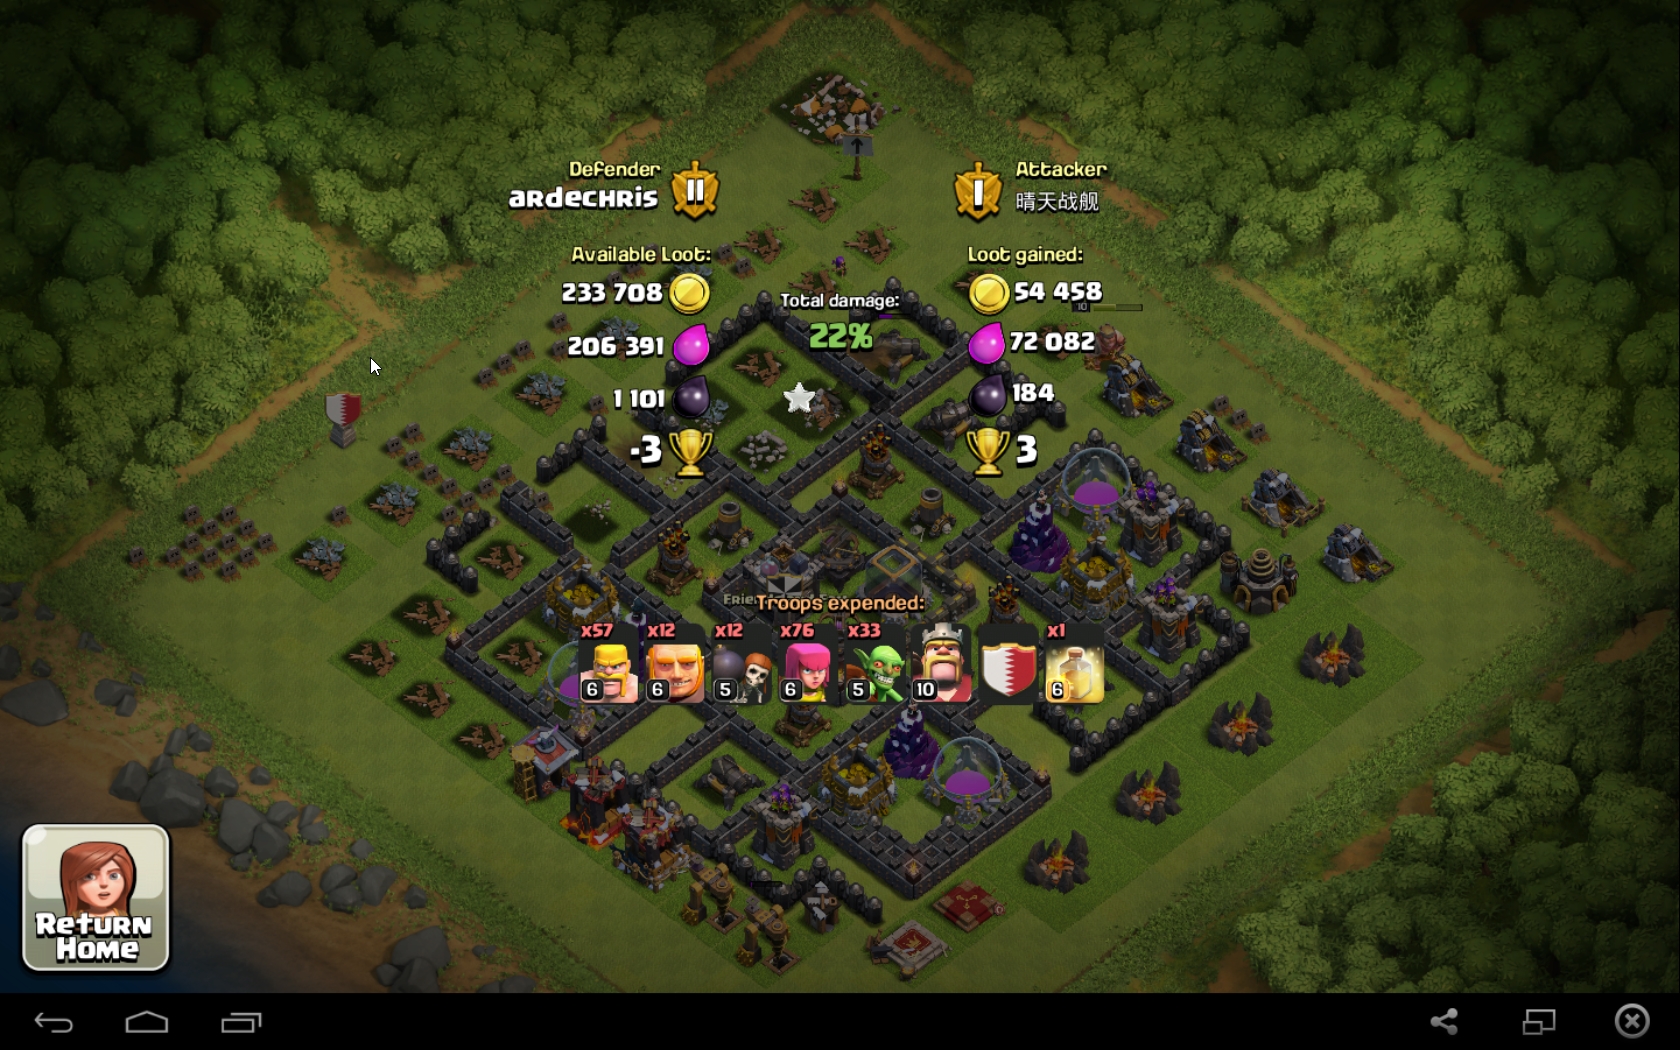 Defender
ardechris
II
Available Loot:
233 708
206 391
1 101
-3
Attacker
晴天战舰
I
Loot gained:
54 458
10
72 082
184
3
Total damage:
22%
Troops expended:
x57 x12 x12 x76 x33 x1
6 6 5 6 5 10 6
Return
Home